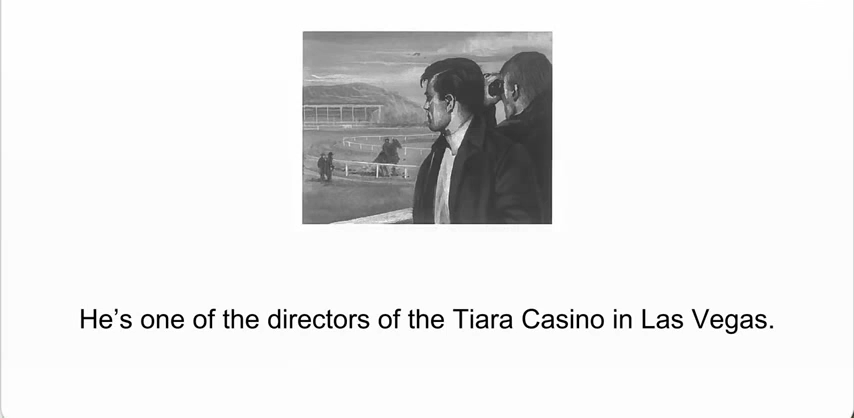 He’s one of the directors of the Tiara Casino in Las Vegas.